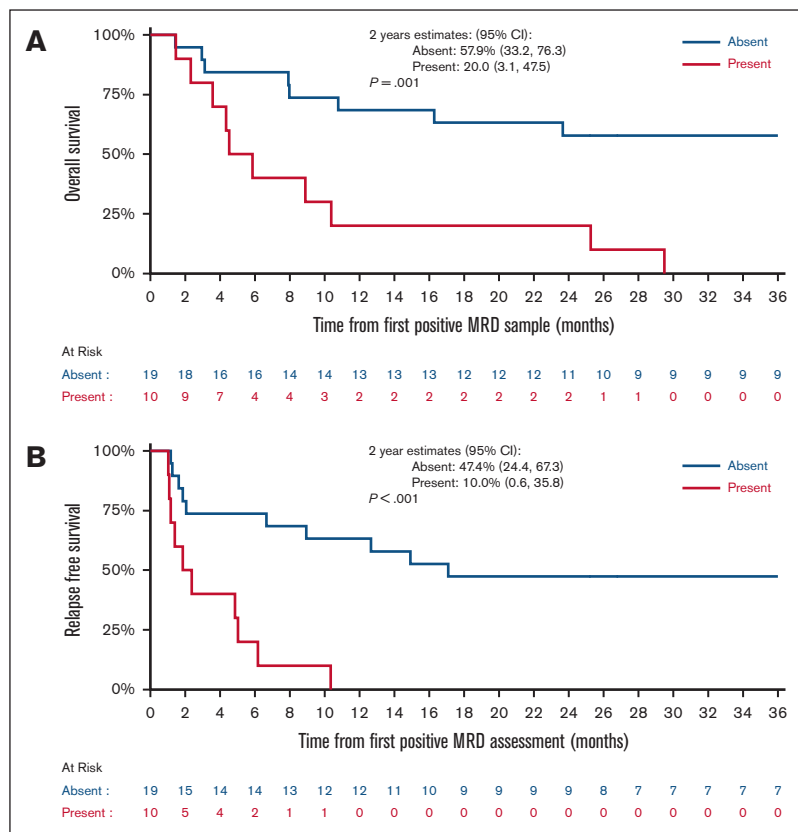 A
2 years estimates: (95% CI):
Absent: 57.9% (33.2, 76.3)
Present: 20.0 (3.1, 47.5)
P = .001
Absent
Present
Overall survival
100%
75%
50%
25%
0%
0 2 4 6 8 10 12 14 16 18 20 22 24 26 28 30 32 34 36
Time from first positive MRD sample (months)
At Risk
Absent : 19 18 16 16 14 14 13 13 13 12 12 12 11 10 9 9 9 9 9
Present : 10 9 7 4 4 3 2 2 2 2 2 2 2 1 1 0 0 0 0
B
2 year estimates (95% CI):
Absent: 47.4% (24.4, 67.3)
Present: 10.0% (0.6, 35.8)
P < .001
Absent
Present
Relapse free survival
100%
75%
50%
25%
0%
0 2 4 6 8 10 12 14 16 18 20 22 24 26 28 30 32 34 36
Time from first positive MRD assessment (months)
At Risk
Absent : 19 15 14 14 13 12 12 11 10 9 9 9 9 8 7 7 7 7 7
Present : 10 5 4 2 1 1 0 0 0 0 0 0 0 0 0 0 0 0 0